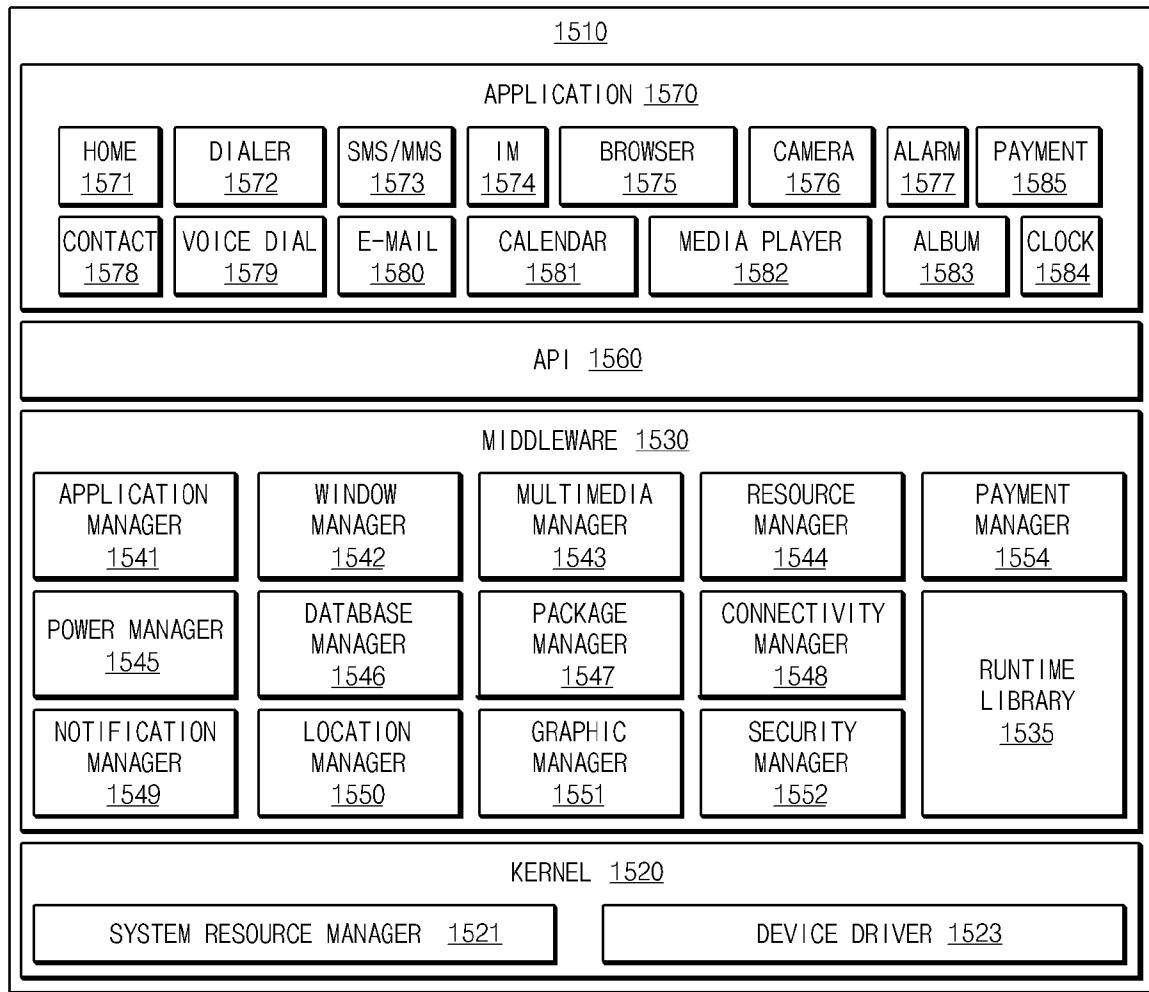 1510
APPLICATION 1570
HOME
1571
DIALER
1572
SMS/MMS
1573
IM
1574
BROWSER
1575
CAMERA
1576
ALARM
1577
PAYMENT
1585
CONTACT
1578
VOICE DIAL
1579
E-MAIL
1580
CALENDAR
1581
MEDIA PLAYER
1582
ALBUM
1583
CLOCK
1584
API 1560
MIDDLEWARE 1530
APPLICATION
MANAGER
1541
WINDOW
MANAGER
1542
MULTIMEDIA
MANAGER
1543
RESOURCE
MANAGER
1544
PAYMENT
MANAGER
1554
POWER MANAGER
1545
DATABASE
MANAGER
1546
PACKAGE
MANAGER
1547
CONNECTIVITY
MANAGER
1548
RUNTIME
LIBRARY
1535
NOTIFICATION
MANAGER
1549
LOCATION
MANAGER
1550
GRAPHIC
MANAGER
1551
SECURITY
MANAGER
1552
KERNEL 1520
SYSTEM RESOURCE MANAGER 1521
DEVICE DRIVER 1523